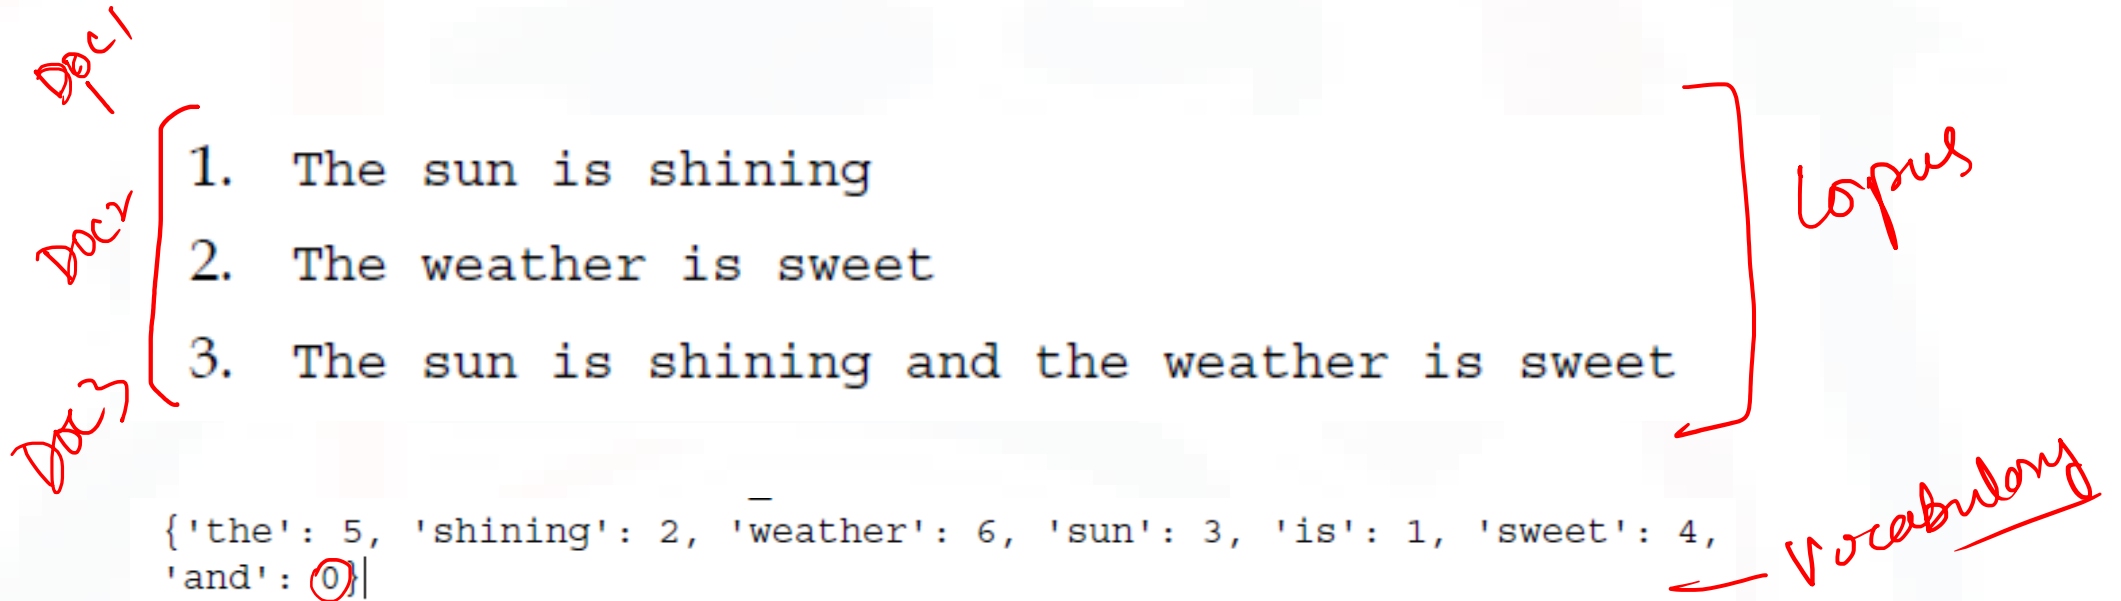 DOC1
1. The sun is shining
Corpus
DOC2
2. The weather is sweet
DOC3
3. The sun is shining and the weather is sweet
{'the': 5, 'shining': 2, 'weather': 6, 'sun': 3, 'is': 1, 'sweet': 4,
'and': 0}
Vocabulary